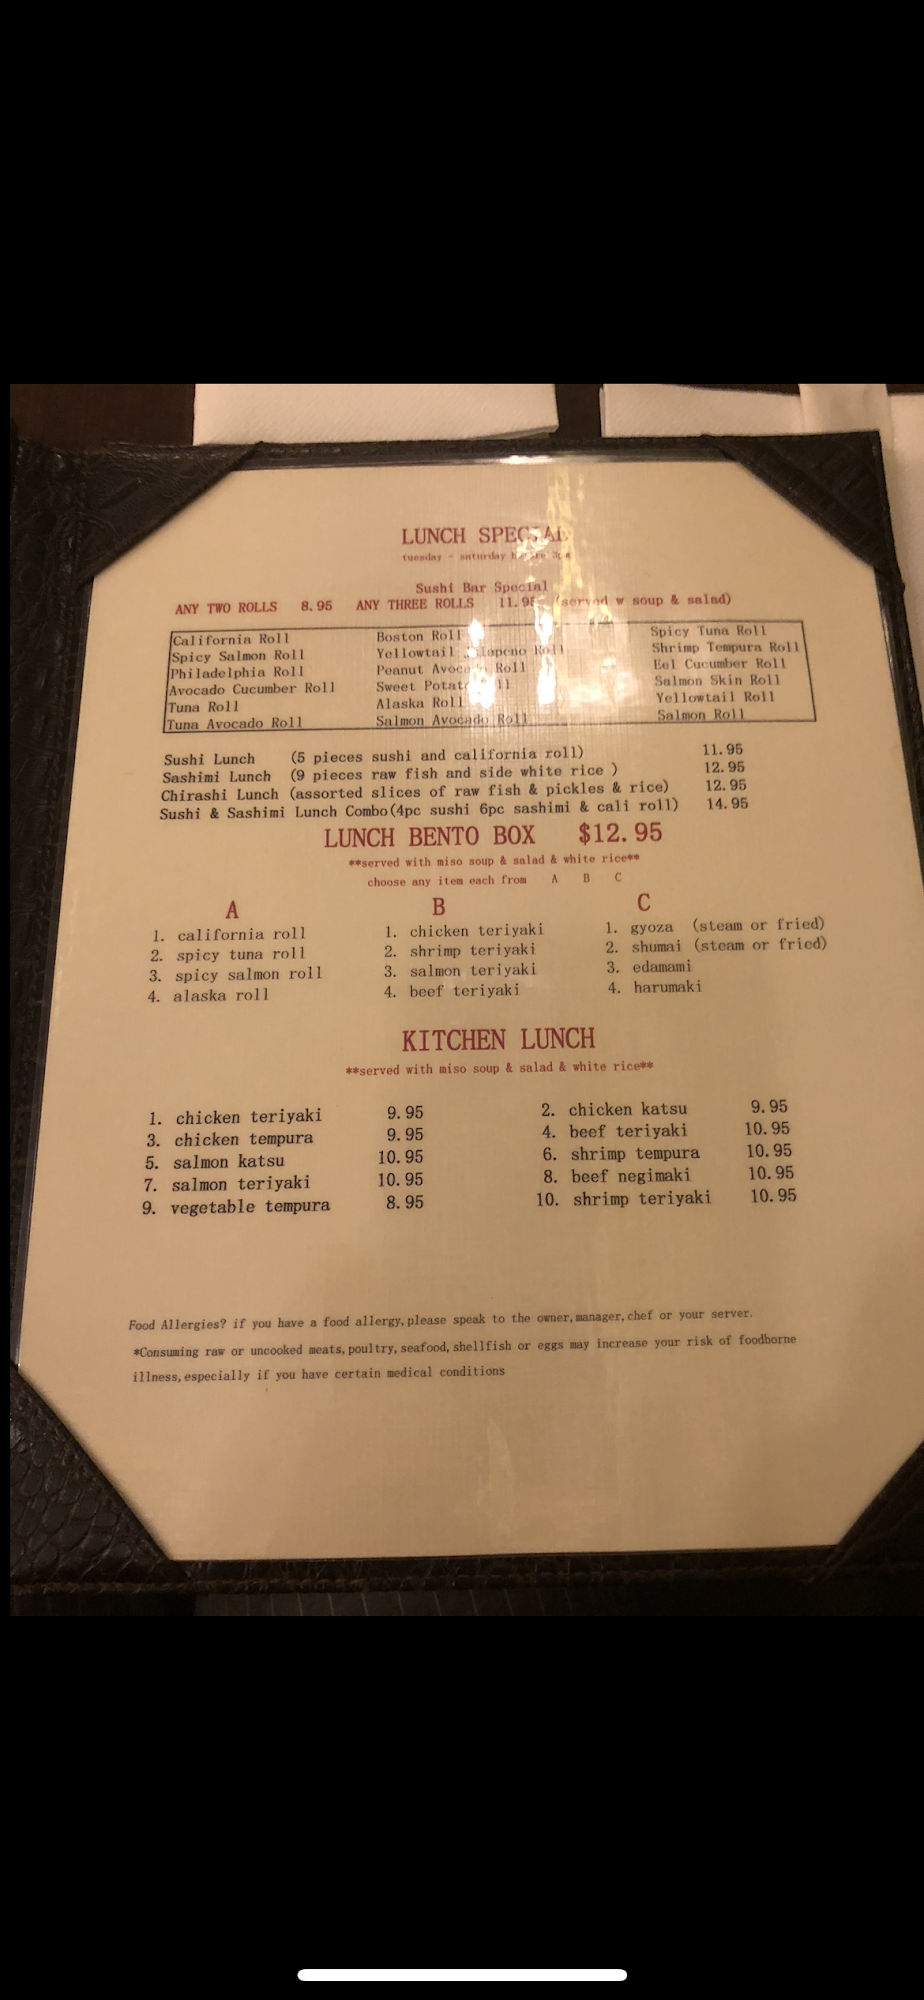 LUNCH SPECIAL
tuesday - saturday before 3pm
Sushi Bar Special
ANY TWO ROLLS 8.95 ANY THREE ROLLS 11.95 (served w soup & salad)
California Roll Boston Roll Spicy Tuna Roll
Spicy Salmon Roll Yellowtail Jalapeno Roll Shrimp Tempura Roll
Philadelphia Roll Peanut Avocado Roll Eel Cucumber Roll
Avocado Cucumber Roll Sweet Potato Roll Salmon Skin Roll
Tuna Roll Alaska Roll Yellowtail Roll
Tuna Avocado Roll Salmon Avocado Roll Salmon Roll
Sushi Lunch (5 pieces sushi and california roll) 11.95
Sashimi Lunch (9 pieces raw fish and side white rice ) 12.95
Chirashi Lunch (assorted slices of raw fish & pickles & rice) 12.95
Sushi & Sashimi Lunch Combo(4pc sushi 6pc sashimi & cali roll) 14.95
LUNCH BENTO BOX $12.95
**served with miso soup & salad & white rice**
choose any item each from A B C
A B C
1. california roll 1. chicken teriyaki 1. gyoza (steam or fried)
2. spicy tuna roll 2. shrimp teriyaki 2. shumai (steam or fried)
3. spicy salmon roll 3. salmon teriyaki 3. edamami
4. alaska roll 4. beef teriyaki 4. harumaki
KITCHEN LUNCH
**served with miso soup & salad & white rice**
1. chicken teriyaki 9.95 2. chicken katsu 9.95
3. chicken tempura 9.95 4. beef teriyaki 10.95
5. salmon katsu 10.95 6. shrimp tempura 10.95
7. salmon teriyaki 10.95 8. beef negimaki 10.95
9. vegetable tempura 8.95 10. shrimp teriyaki 10.95
Food Allergies? if you have a food allergy, please speak to the owner, manager, chef or your server.
*Consuming raw or uncooked meats, poultry, seafood, shellfish or eggs may increase your risk of foodborne
illness, especially if you have certain medical conditions